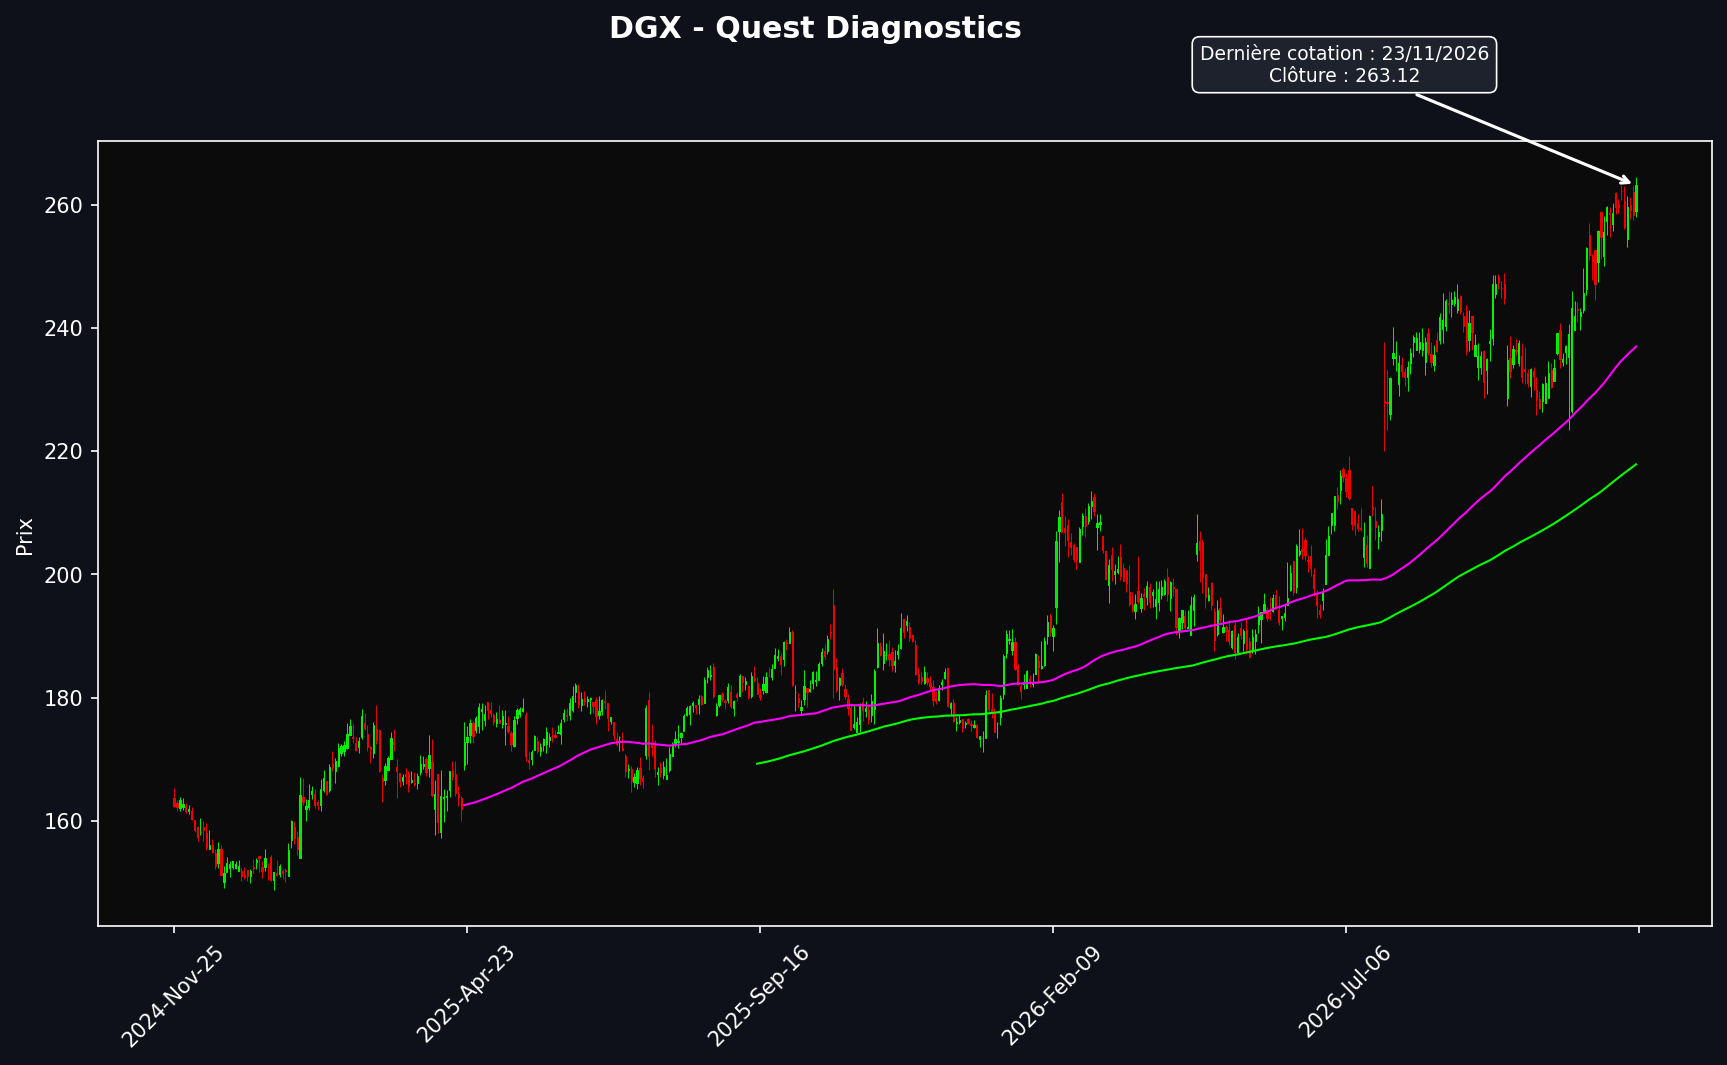 DGX - Quest Diagnostics
Dernière cotation : 23/11/2026
Clôture : 263.12
Prix
260
240
220
200
180
160
2024-Nov-25
2025-Apr-23
2025-Sep-16
2026-Feb-09
2026-Jul-06